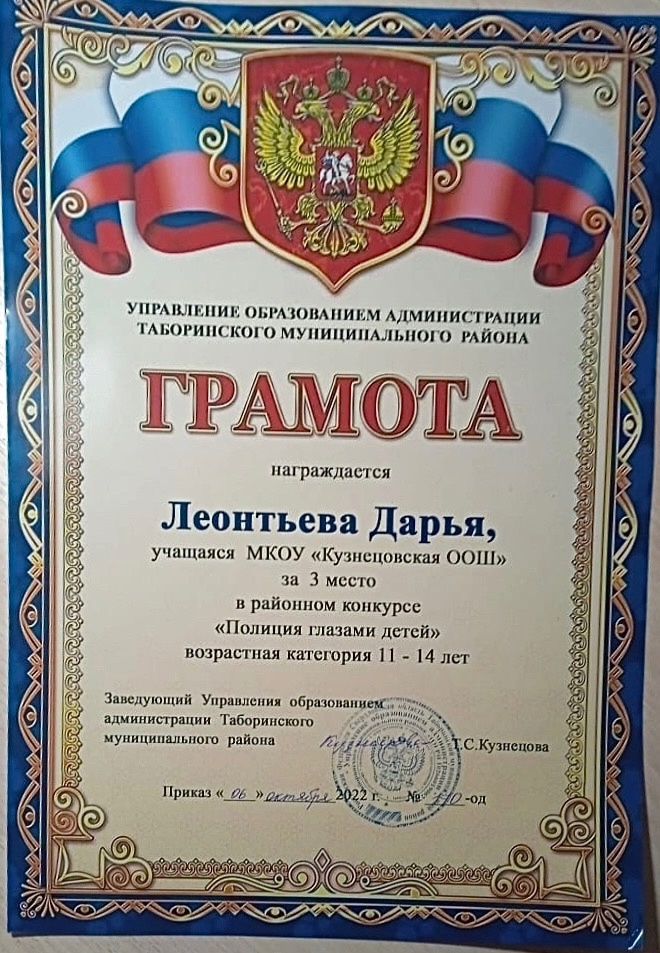 УПРАВЛЕНИЕ ОБРАЗОВАНИЕМ АДМИНИСТРАЦИИ
ТАБОРИНСКОГО МУНИЦИПАЛЬНОГО РАЙОНА
ГРАМОТА
награждается
Леонтьева Дарья,
учащаяся МКОУ «Кузнецовская ООШ»
за 3 место
в районном конкурсе
«Полиция глазами детей»
возрастная категория 11 - 14 лет
Заведующий Управления образованием
администрации Таборинского
муниципального района Т.С.Кузнецова
Приказ « 06 » октября 2022 г. № -од